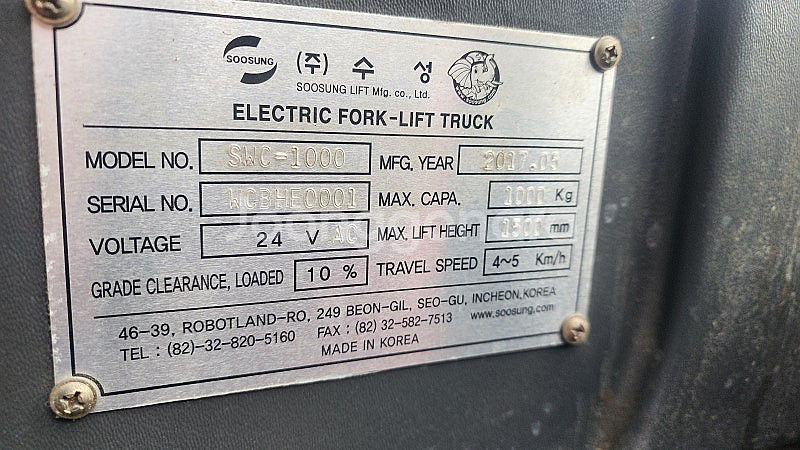 SOOSUNG
(주) 수 성
SOOSUNG LIFT Mfg. co., Ltd.
ELECTRIC FORK-LIFT TRUCK
MODEL NO. SWC-1000 MFG. YEAR 2017.
SERIAL NO. WCBHE0001 MAX. CAPA. 1000 Kg
VOLTAGE 24 V AC MAX. LIFT HEIGHT 1500 mm
GRADE CLEARANCE, LOADED 10 % TRAVEL SPEED 4~5 Km/h
46-39, ROBOTLAND-RO, 249 BEON-GIL, SEO-GU, INCHEON, KOREA
TEL : (82)-32-820-5160 FAX : (82) 32-582-7513 www.soosung.com
MADE IN KOREA